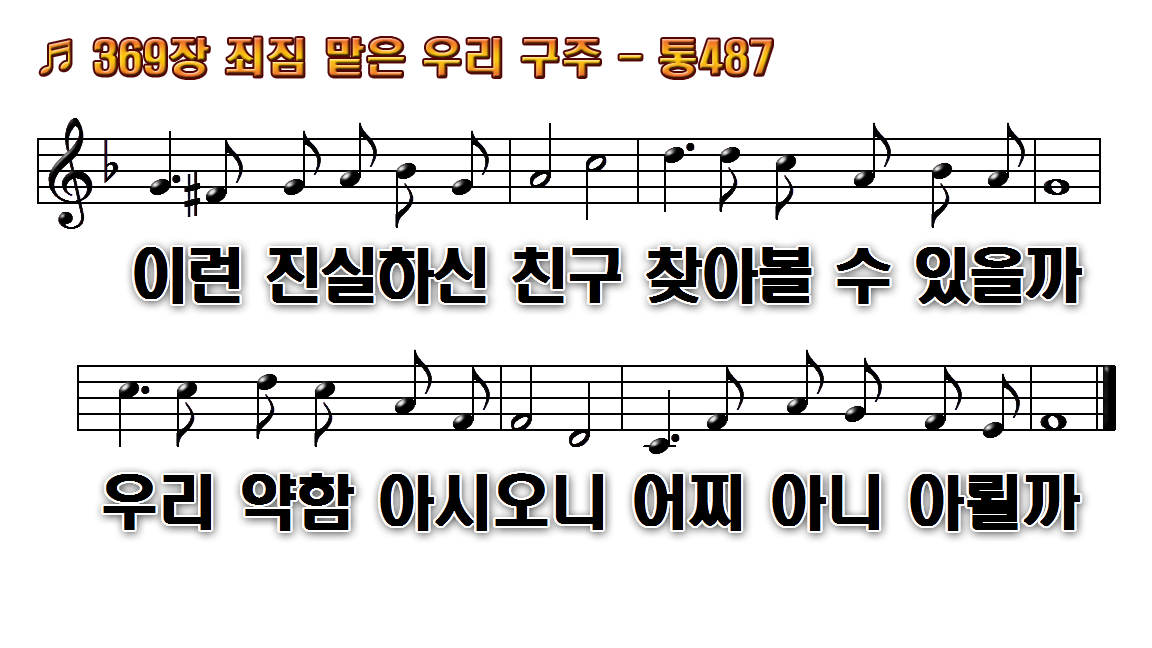 ♬ 369장 죄짐 맡은 우리 구주 - 통487
이런 진실하신 친구 찾아볼 수 있을까
우리 약함 아시오니 어찌 아니 아뢸까